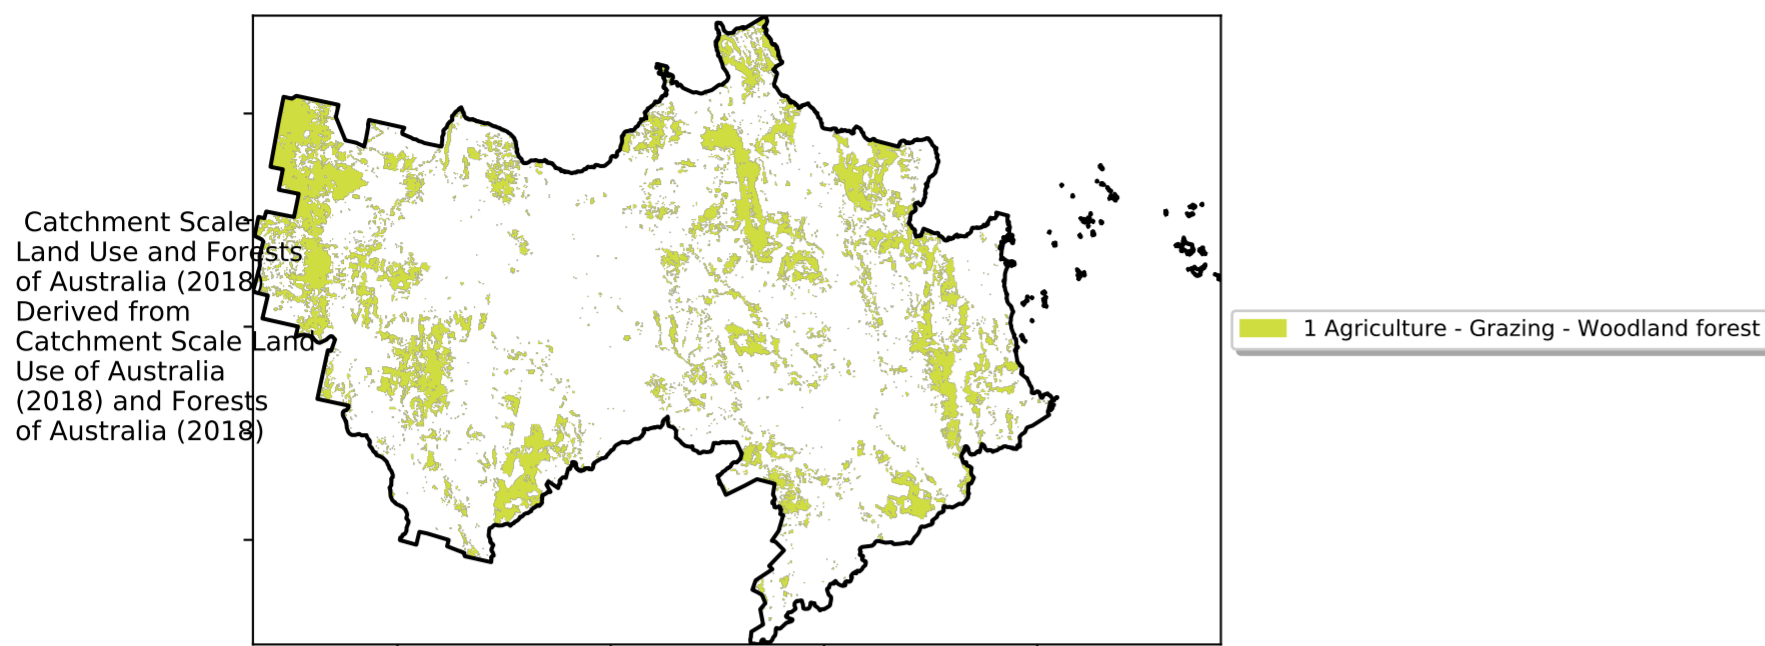 Catchment Scale
Land Use and Forests
of Australia (2018)
Derived from
Catchment Scale Land
Use of Australia
(2018) and Forests
of Australia (2018)
1 Agriculture - Grazing - Woodland forest